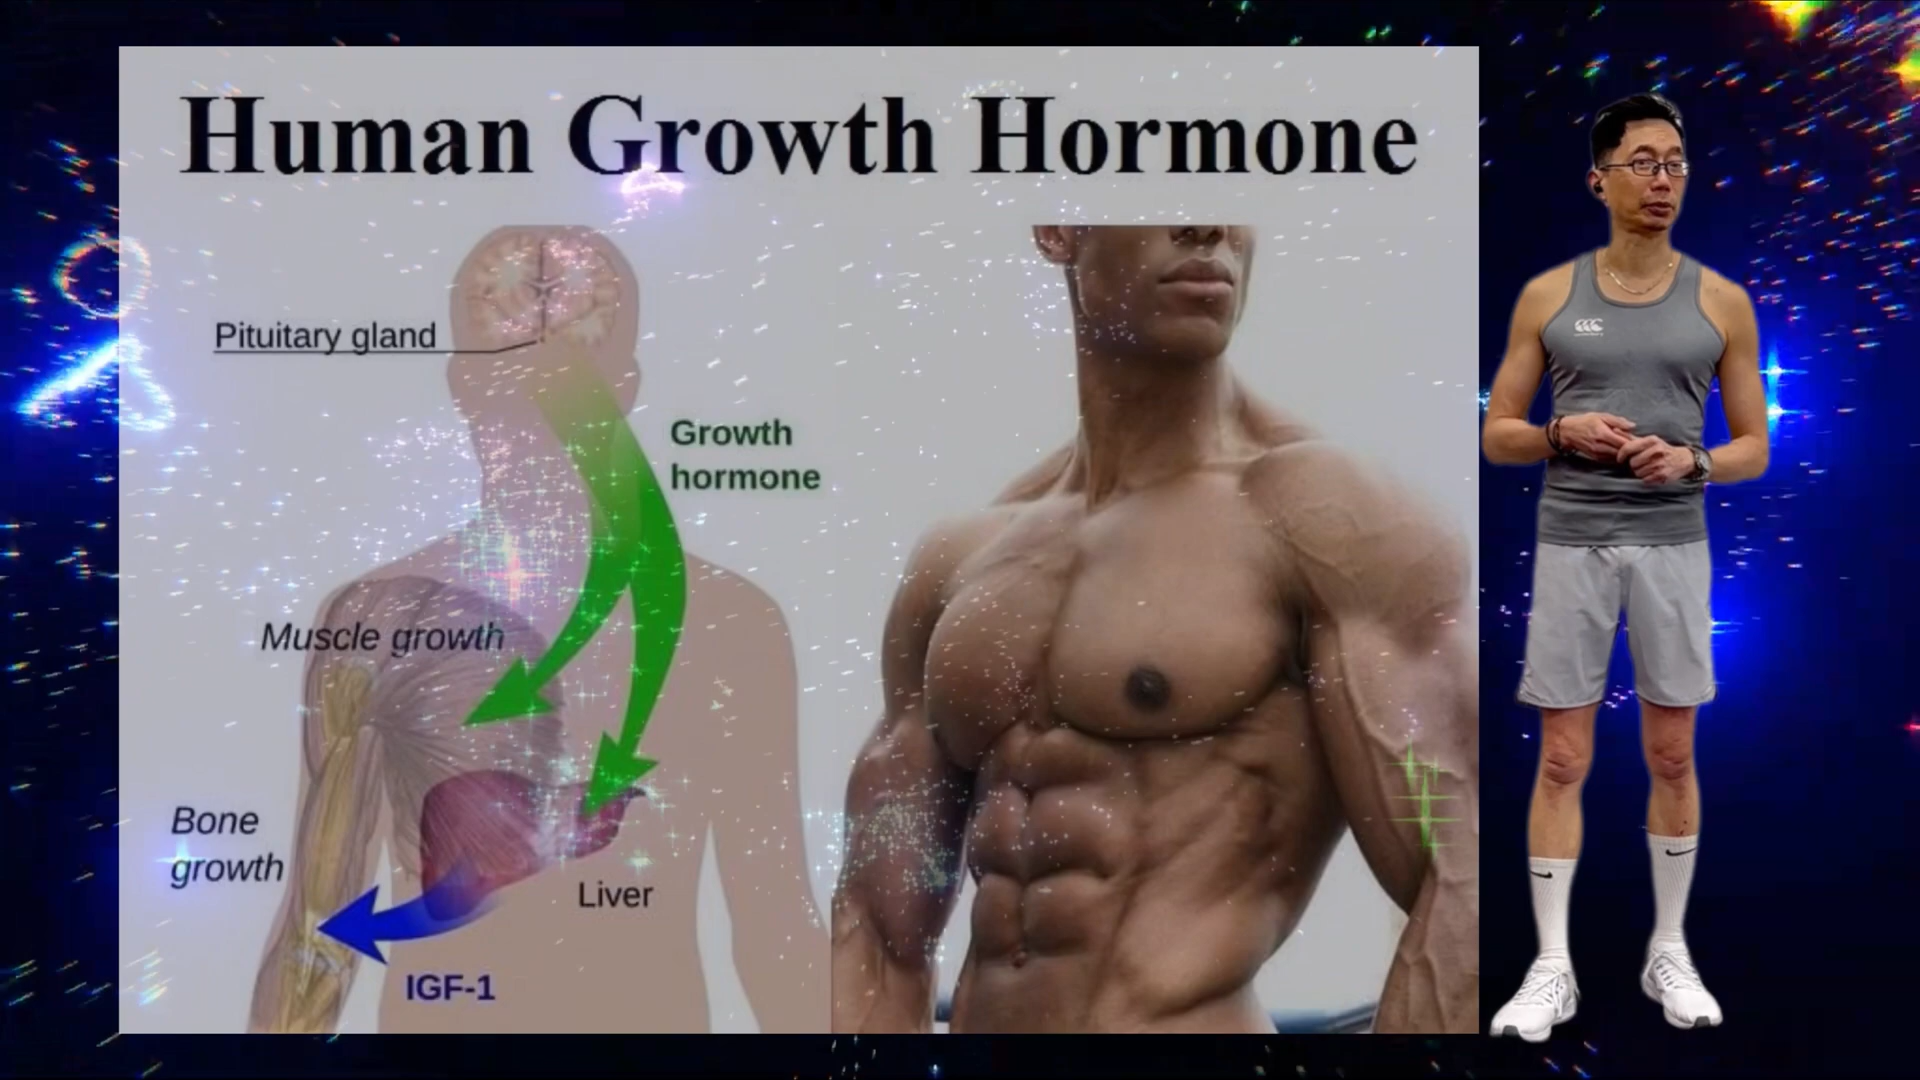 Human Growth Hormone
Pituitary gland
Growth
hormone
Muscle growth
Bone
growth
Liver
IGF-1